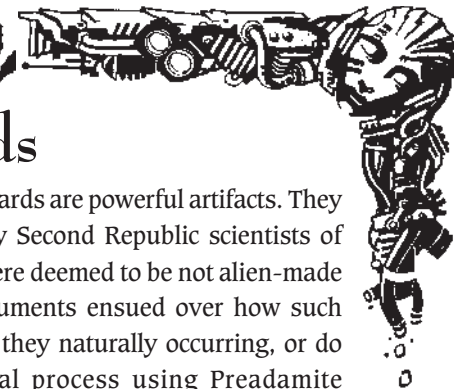 ds
ards are powerful artifacts. They
y Second Republic scientists of
ere deemed to be not alien-made
uments ensued over how such
they naturally occurring, or do
al process using Preadamite